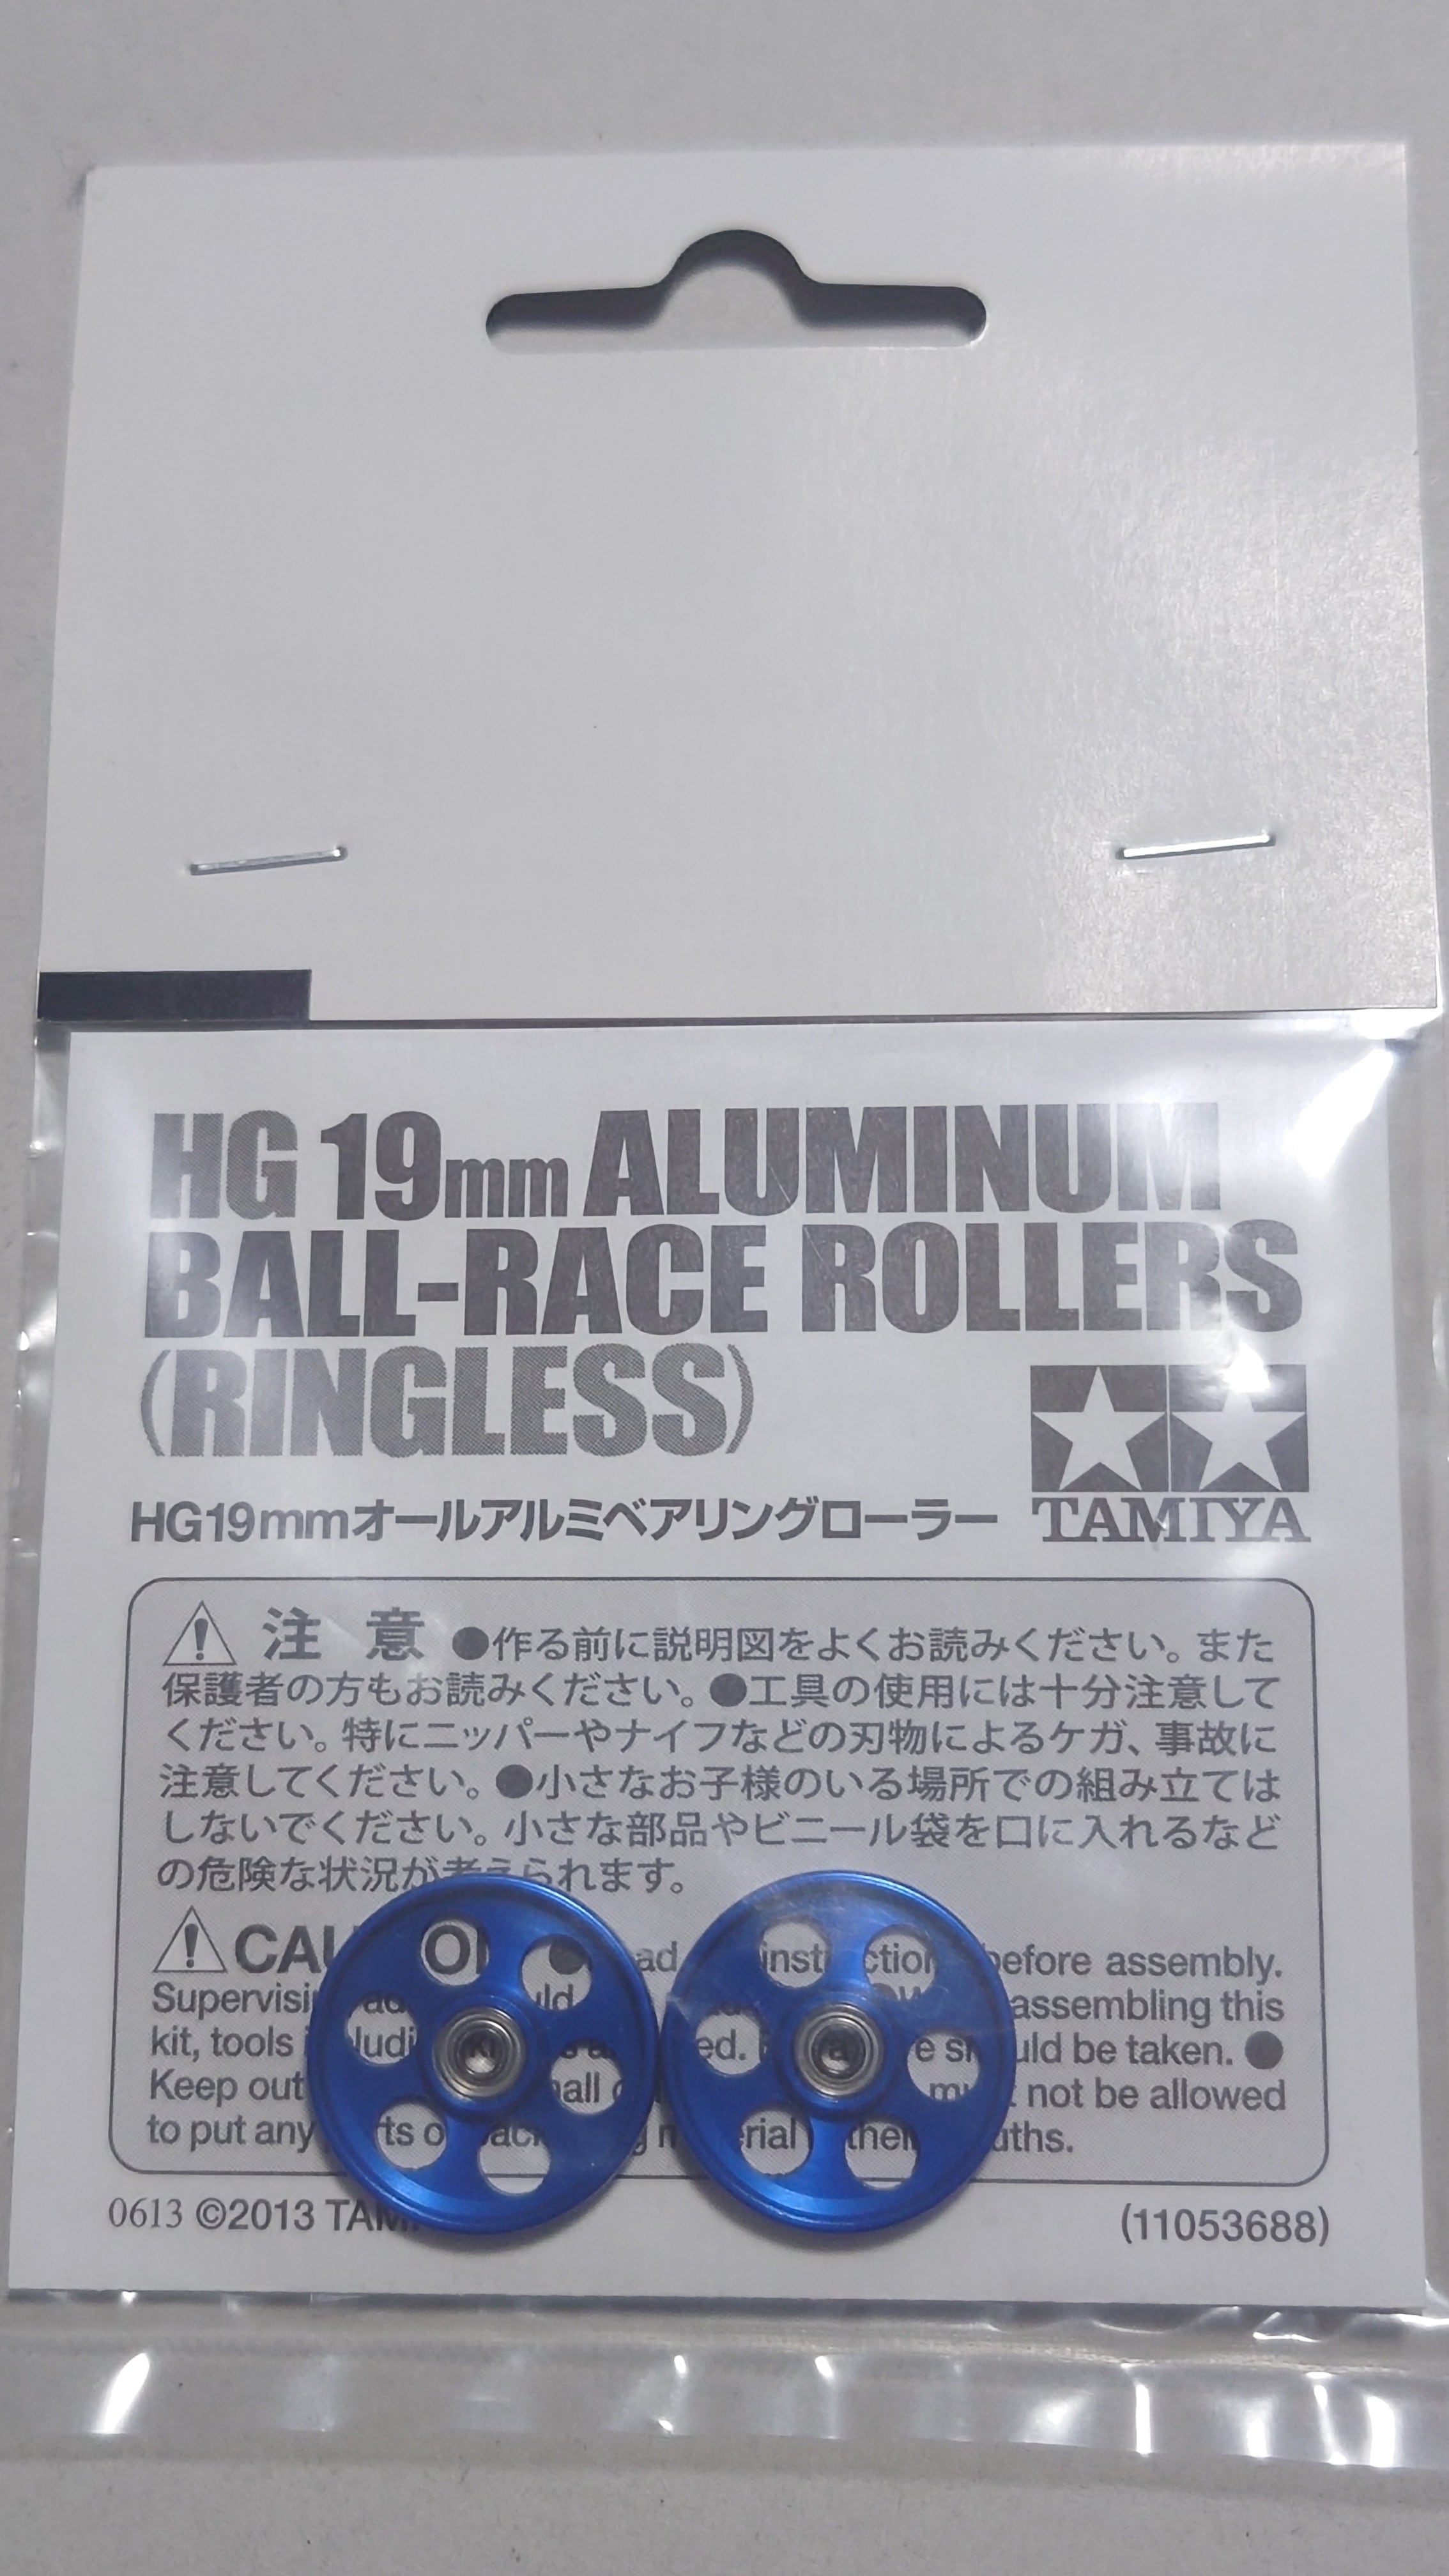 HG 19mm ALUMINUM
BALL-RACE ROLLERS
(RINGLESS)
HG19mmオールアルミベアリングローラー
TAMIYA
注 意 ●作る前に説明図をよくお読みください。また
保護者の方もお読みください。●工具の使用には十分注意して
ください。特にニッパーやナイフなどの刃物によるケガ、事故に
注意してください。●小さなお子様のいる場所での組み立ては
しないでください。小さな部品やビニール袋を口に入れるなど
の危険な状況が考えられます。
before assembly.
assembling this
kit, tools be taken. ●
Keep out not be allowed
to put any
0613 ©2013
(11053688)